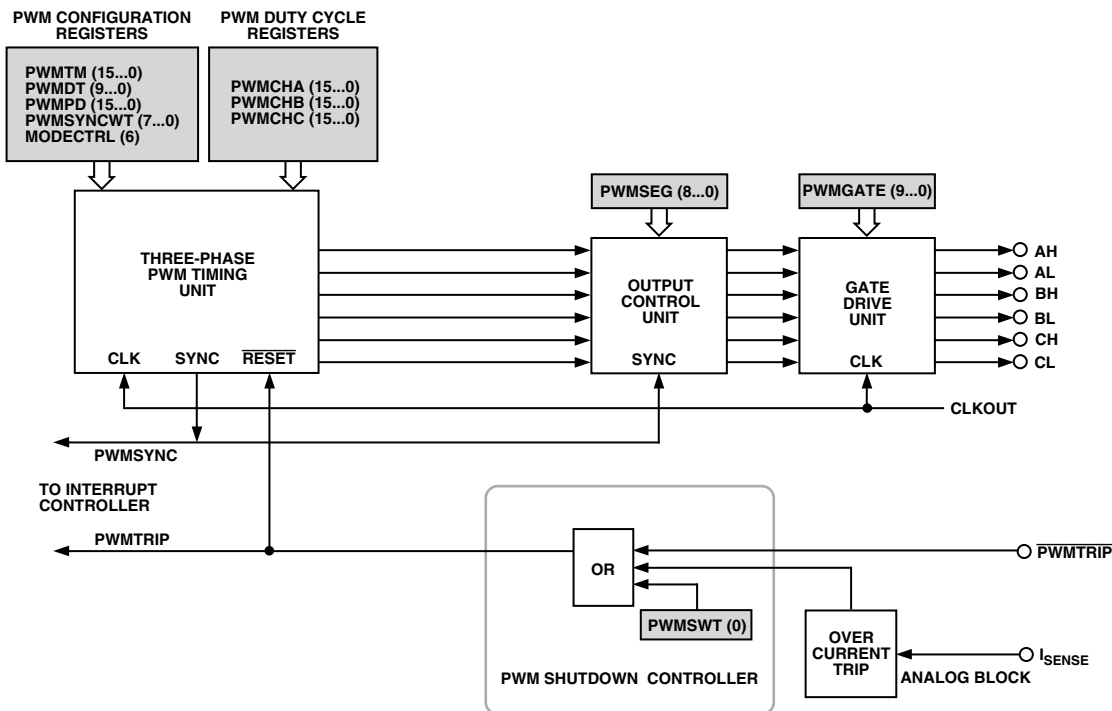 PWM CONFIGURATION
REGISTERS
PWM DUTY CYCLE
REGISTERS
PWMTM (15...0)
PWMDT (9...0)
PWMPD (15...0)
PWMSYNCWT (7...0)
MODECTRL (6)
PWMCHA (15...0)
PWMCHB (15...0)
PWMCHC (15...0)
PWMSEG (8...0)
PWMGATE (9...0)
THREE-PHASE
PWM TIMING
UNIT
CLK SYNC RESET
OUTPUT
CONTROL
UNIT
SYNC
GATE
DRIVE
UNIT
CLK
AH
AL
BH
BL
CH
CL
CLKOUT
PWMSYNC
TO INTERRUPT
CONTROLLER
PWMTRIP
OR
PWMTRIP
PWMSWT (0)
OVER
CURRENT
TRIP
ISENSE
ANALOG BLOCK
PWM SHUTDOWN CONTROLLER